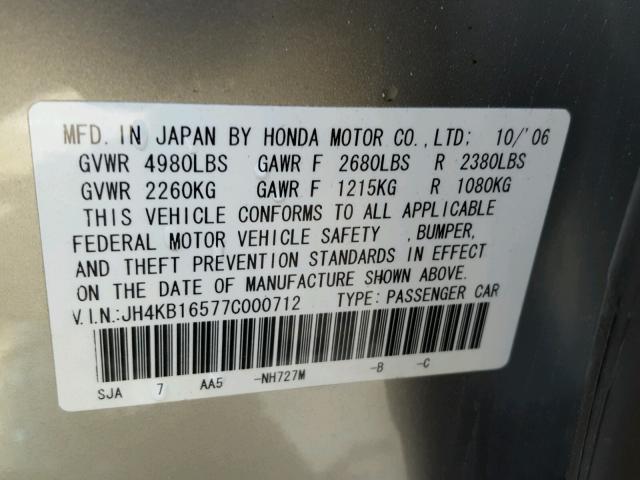 MFD. IN JAPAN BY HONDA MOTOR CO.,LTD; 10/'06
GVWR 4980LBS GAWR F 2680LBS R 2380LBS
GVWR 2260KG GAWR F 1215KG R 1080KG
THIS VEHICLE CONFORMS TO ALL APPLICABLE
FEDERAL MOTOR VEHICLE SAFETY ,BUMPER,
AND THEFT PREVENTION STANDARDS IN EFFECT
ON THE DATE OF MANUFACTURE SHOWN ABOVE.
V.I.N.:JH4KB16577C000712 TYPE: PASSENGER CAR
SJA 7 AA5 -NH727M -B -C